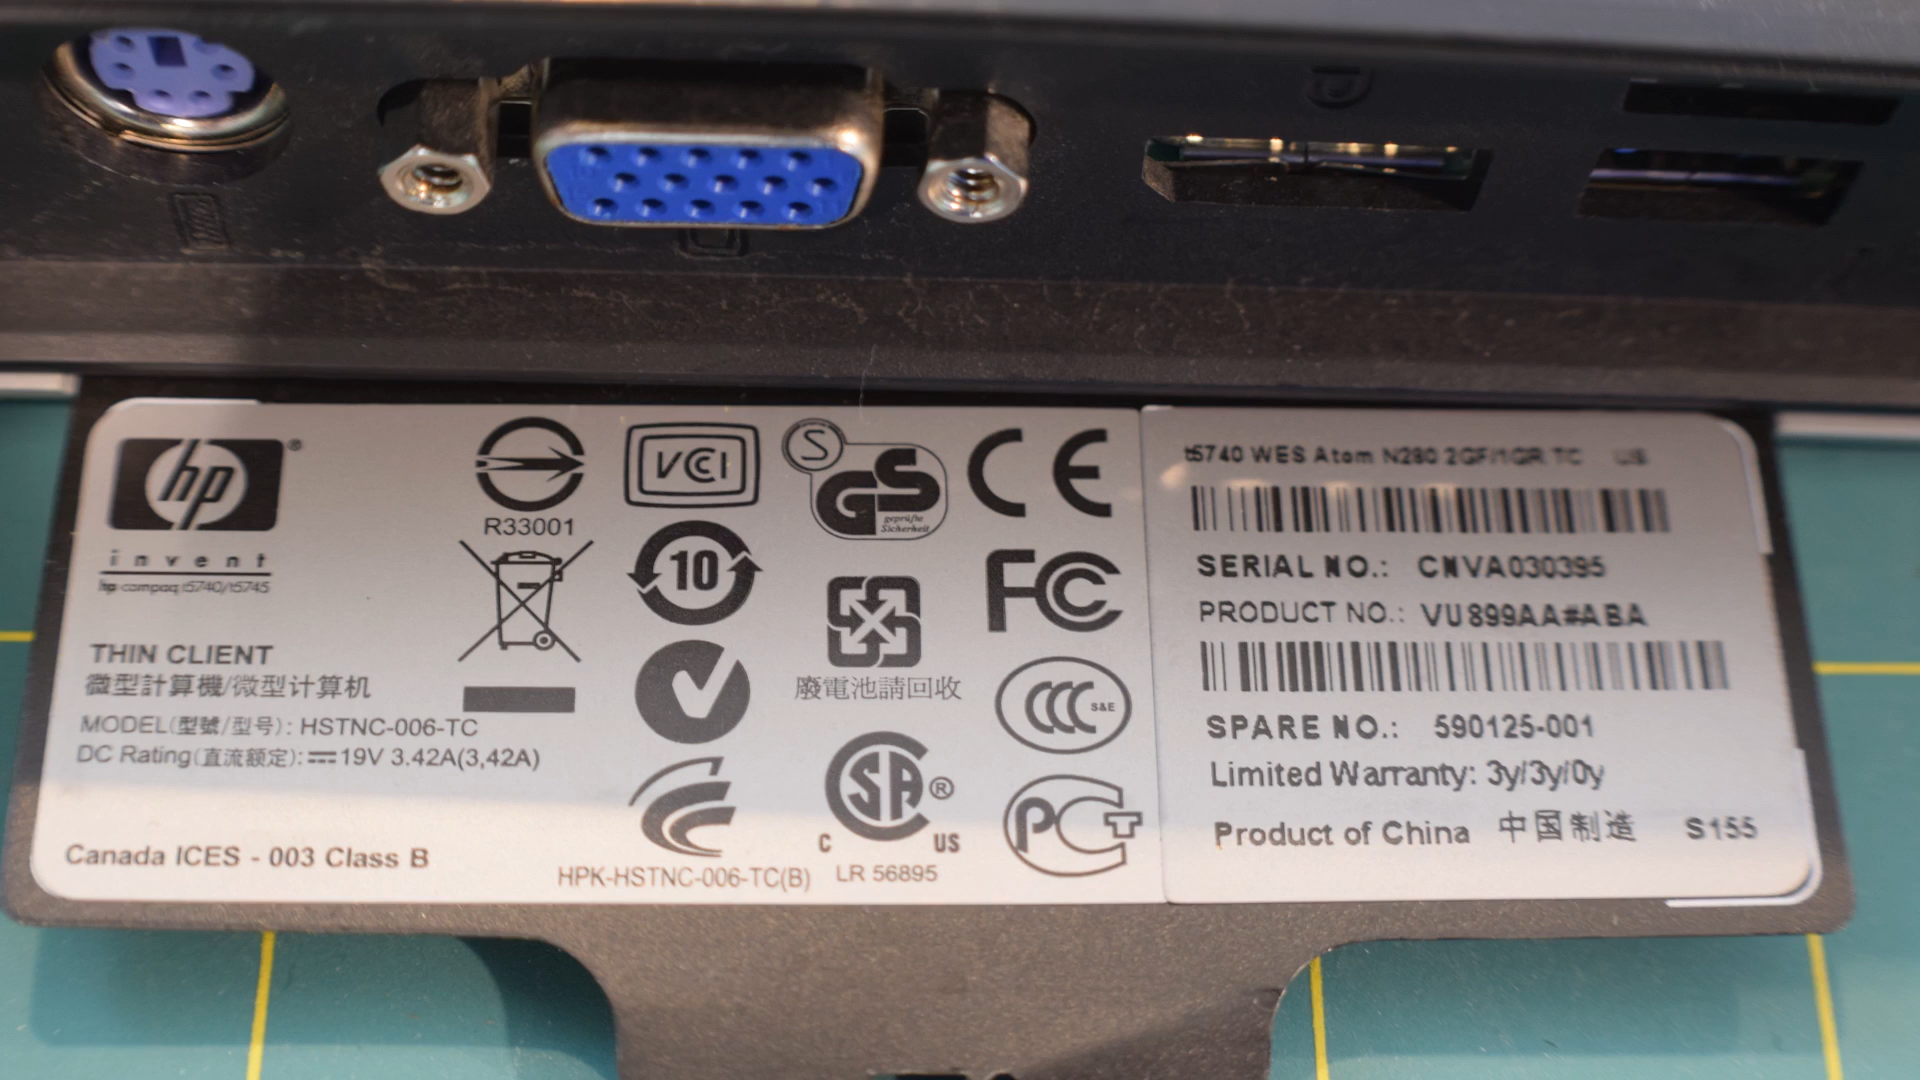 hp ®
invent
hp compaq t5740/t5745
THIN CLIENT
微型計算機/微型计算机
MODEL(型號/型号): HSTNC-006-TC
DC Rating(直流额定): 19V 3.42A(3,42A)
Canada ICES - 003 Class B
R33001
VCCI
10
HPK-HSTNC-006-TC(B)
S
GS
geprüfte
Sicherheit
廢電池請回收
SA ®
C US
LR 56895
CE
FC
CCC S&E
PCT
t5740 WES Atom N280 2GF/1GR TC US
SERIAL NO.: CNVA030395
PRODUCT NO.: VU899AA#ABA
SPARE NO.: 590125-001
Limited Warranty: 3y/3y/0y
Product of China 中国制造 S155